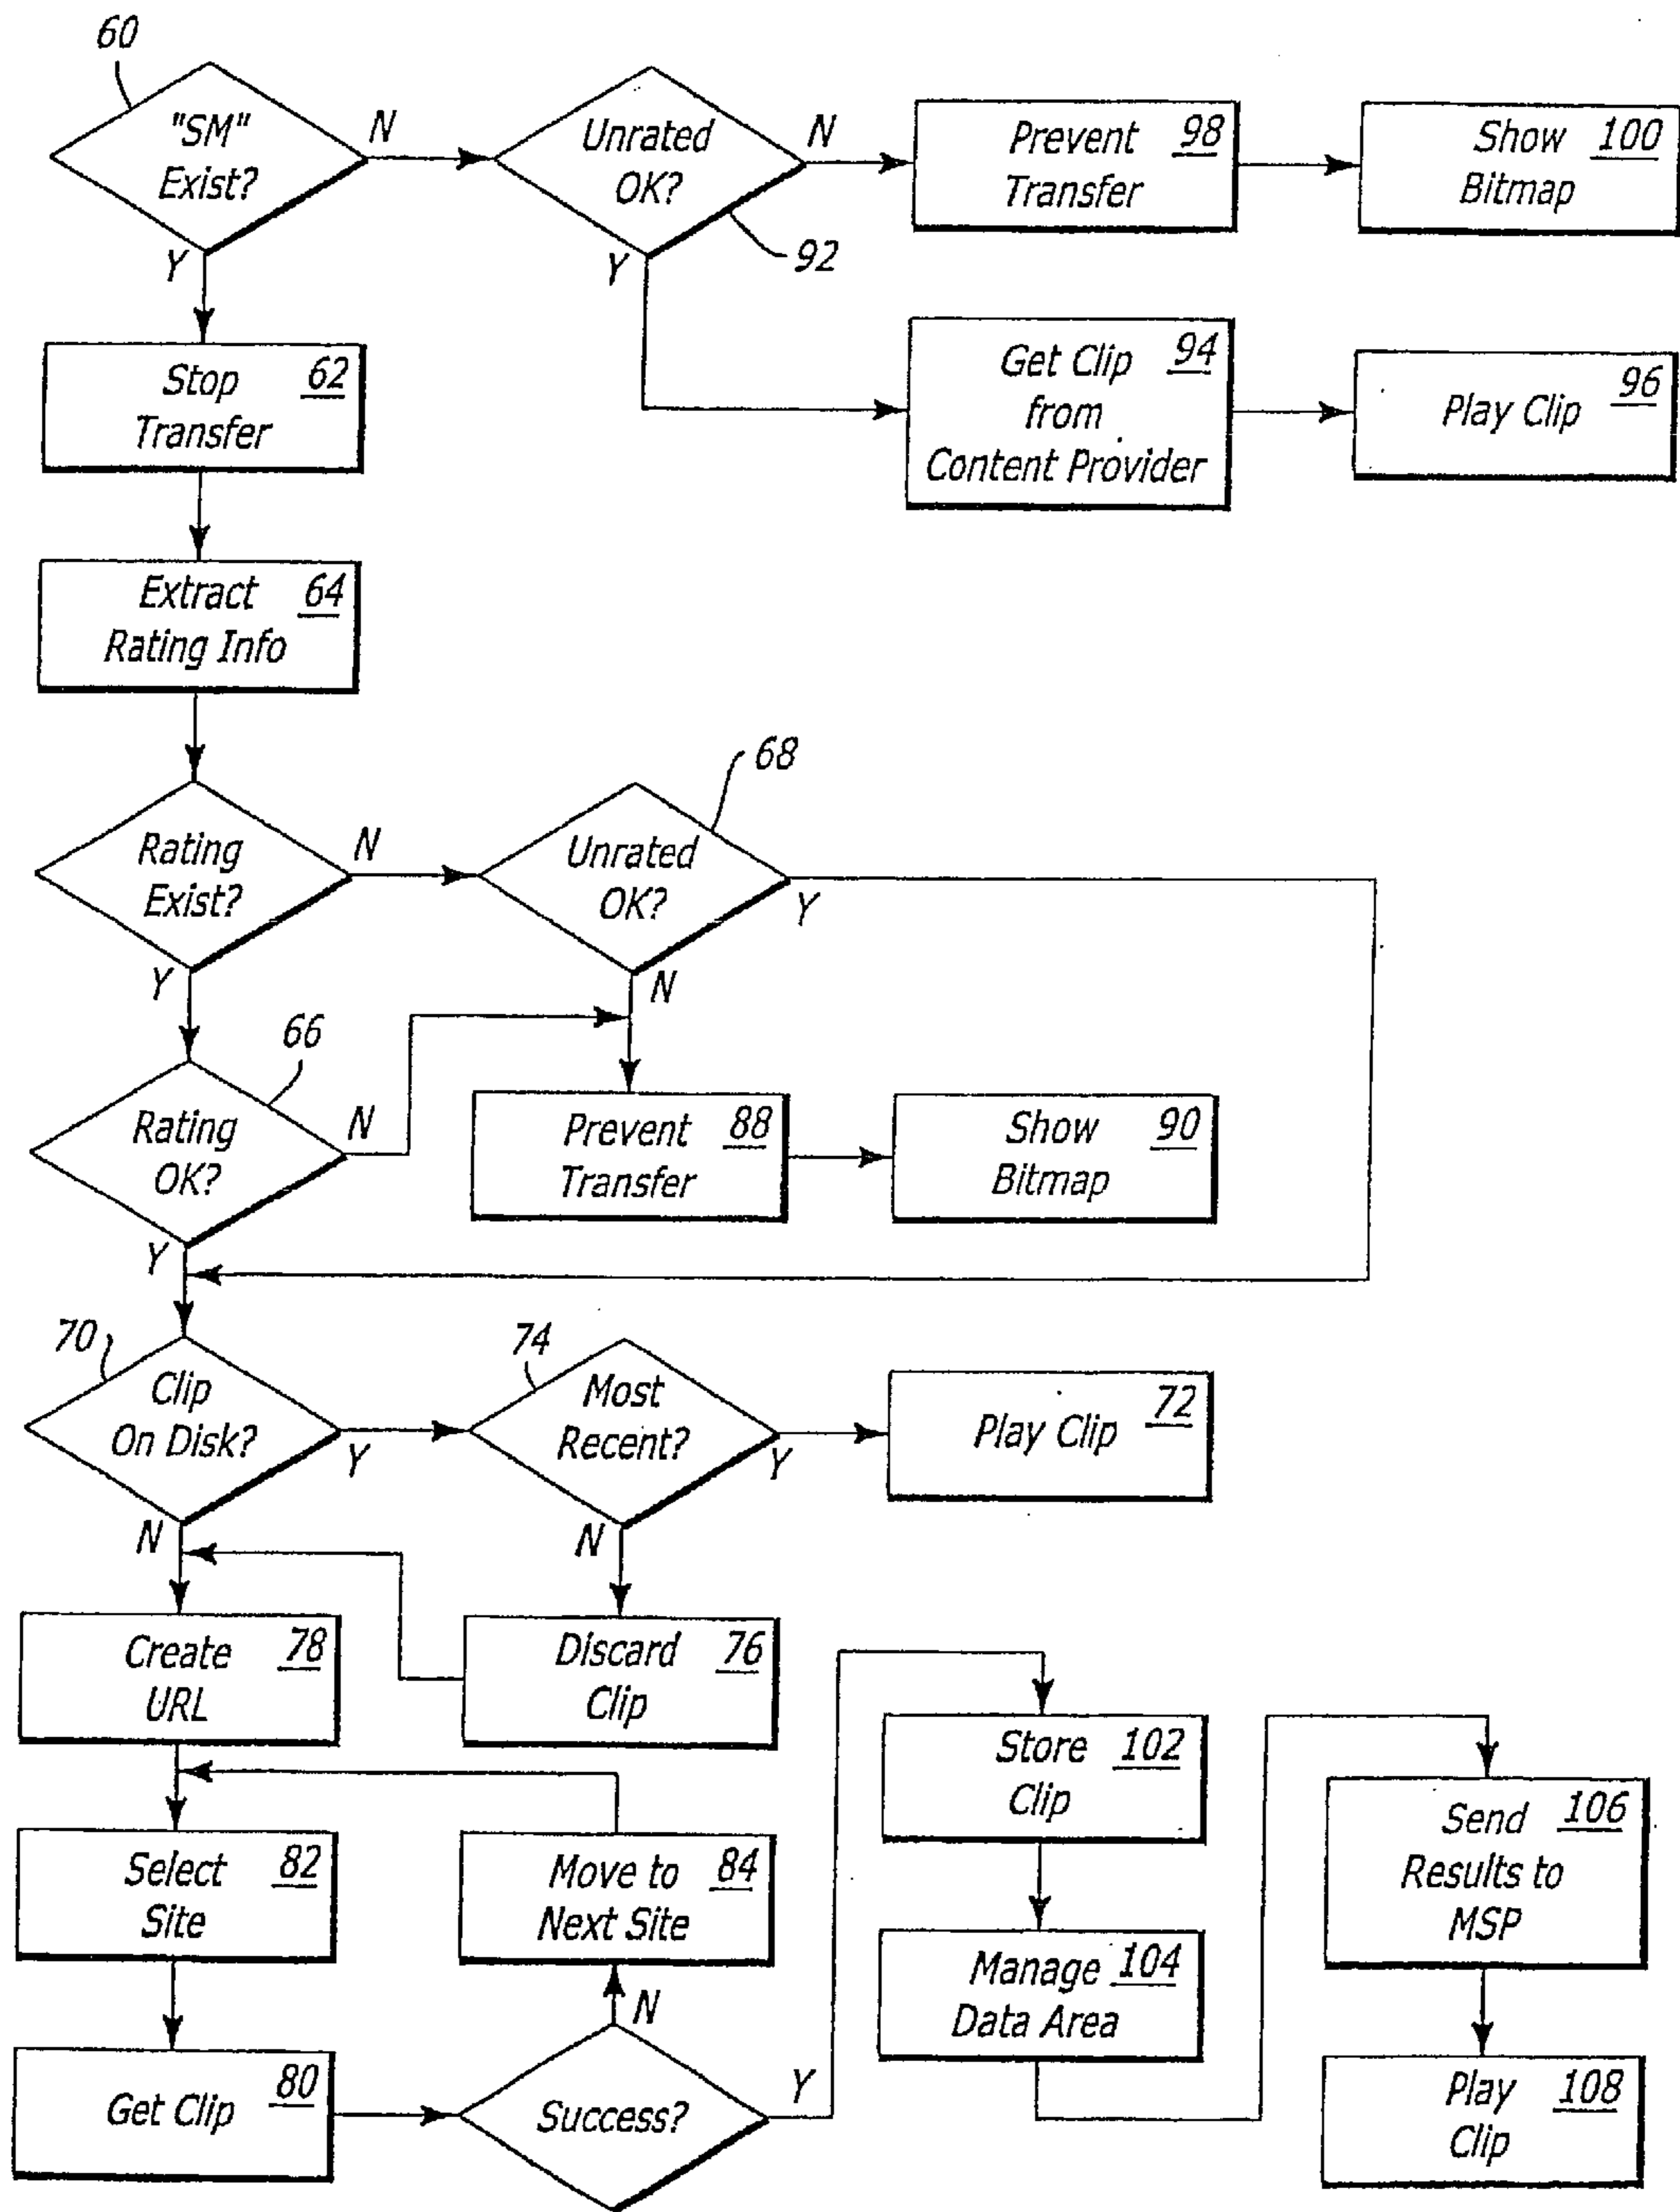 60
"SM"
Exist?
N
Y
Unrated
OK?
N
Y
92
Prevent 98
Transfer
Show 100
Bitmap
Stop 62
Transfer
Get Clip 94
from
Content Provider
Play Clip 96
Extract 64
Rating Info
Rating
Exist?
N
Y
68
Unrated
OK?
Y
N
66
Rating
OK?
N
Y
Prevent 88
Transfer
Show 90
Bitmap
70
Clip
On Disk?
Y
N
74
Most
Recent?
Y
N
Play Clip 72
Create 78
URL
Discard 76
Clip
Store 102
Clip
Send 106
Results to
MSP
Select 82
Site
Move to 84
Next Site
Manage 104
Data Area
Get Clip 80
Success?
N
Y
Play 108
Clip